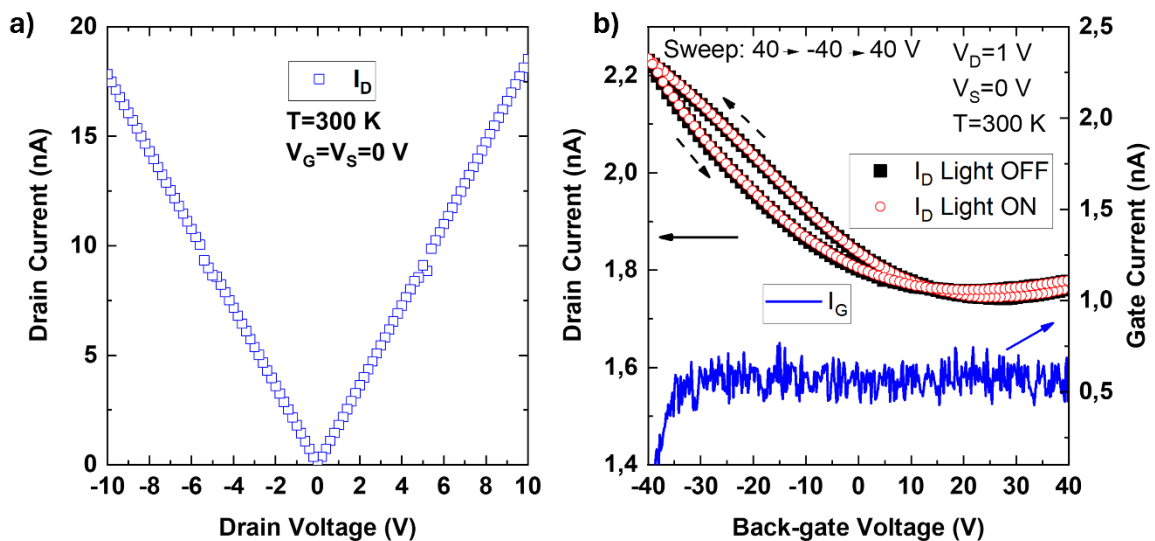 a)
20
15
10
5
0
Drain Current (nA)
I_D
T=300 K
V_G=V_S=0 V
-10 -8 -6 -4 -2 0 2 4 6 8 10
Drain Voltage (V)
b)
Sweep: 40 → -40 → 40 V
V_D=1 V
V_S=0 V
T=300 K
I_D Light OFF
I_D Light ON
I_G
2,2
2,0
1,8
1,6
1,4
Drain Current (nA)
2,5
2,0
1,5
1,0
0,5
Gate Current (nA)
-40 -30 -20 -10 0 10 20 30 40
Back-gate Voltage (V)